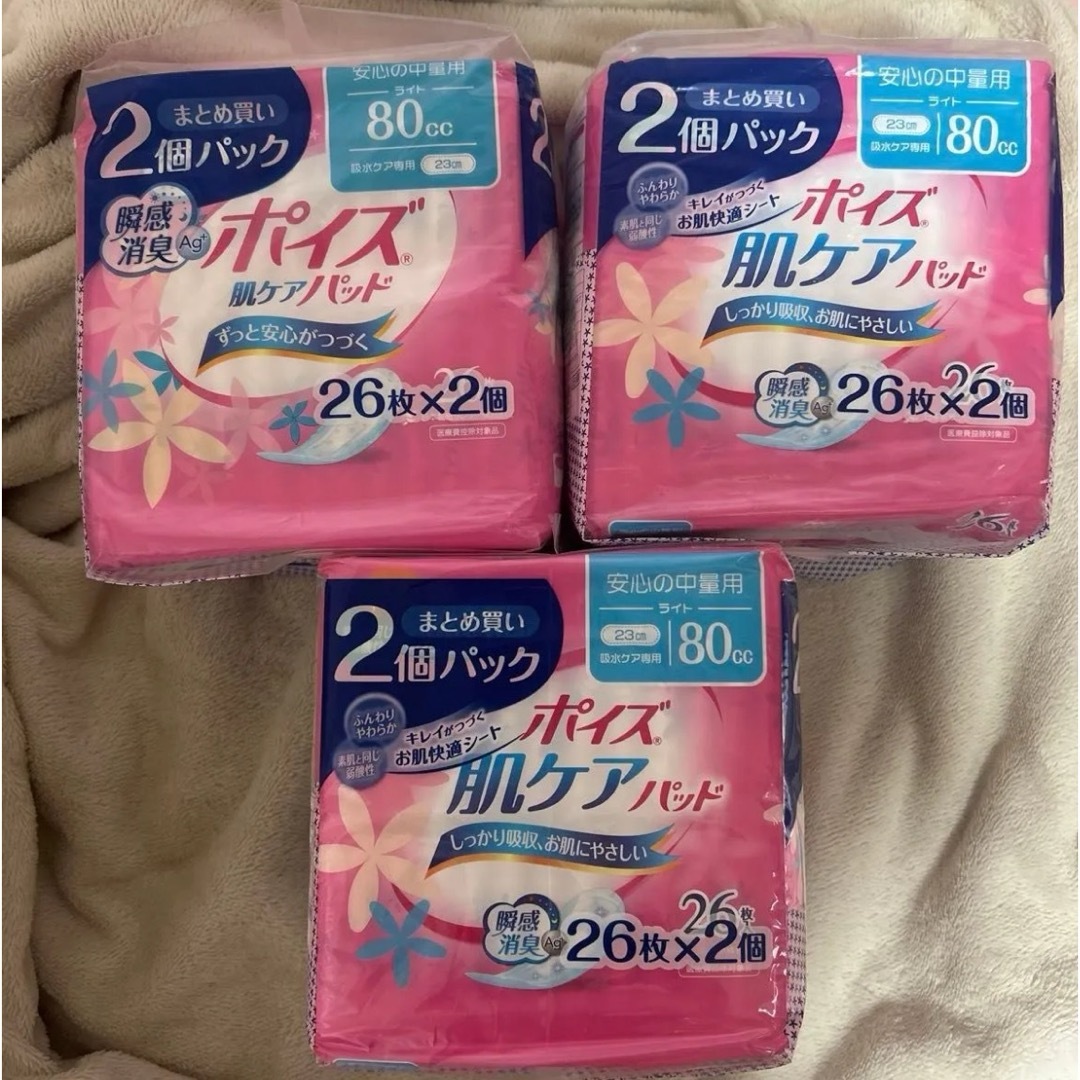 2
まとめ買い
個パック
安心の中量用
ライト
80cc
吸水ケア専用 23cm
瞬感
消臭
Ag+
ポイズ®
肌ケアパッド
ずっと安心がつづく
26枚×2個
医療費控除対象品
2
まとめ買い
個パック
安心の中量用
ライト
23cm
吸水ケア専用
80cc
ふんわり
やわらか
素肌と同じ
弱酸性
キレイがつづく
お肌快適シート
ポイズ®
肌ケアパッド
しっかり吸収、お肌にやさしい
瞬感
消臭
Ag+
26
26枚×2個
医療費控除対象品
2
まとめ買い
個パック
安心の中量用
ライト
23cm
吸水ケア専用
80cc
ふんわり
やわらか
素肌と同じ
弱酸性
キレイがつづく
お肌快適シート
ポイズ®
肌ケアパッド
しっかり吸収、お肌にやさしい
瞬感
消臭
Ag+
26枚
26枚×2個